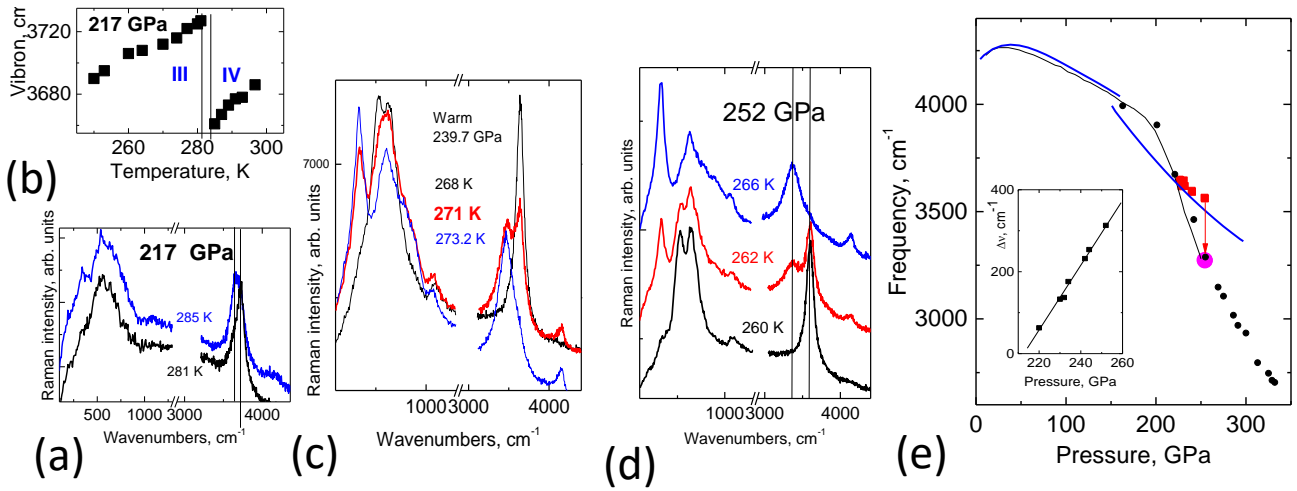 217 GPa
Vibron, cm
3720
3680
III
IV
260
280
300
Temperature, K
(b)
217 GPa
Raman intensity, arb. units
285 K
281 K
500
1000
3000
4000
Wavenumbers, cm-1
(a)
Warm
239.7 GPa
7000
268 K
271 K
273.2 K
Raman intensity, arb. units
1000
3000
4000
Wavenumbers, cm-1
(c)
252 GPa
Raman intensity, arb. units
266 K
262 K
260 K
1000
3000
4000
Wavenumbers, cm-1
(d)
Frequency, cm-1
4000
3500
3000
0
100
200
300
Pressure, GPa
Δν, cm-1
400
200
0
220
240
260
Pressure, GPa
(e)